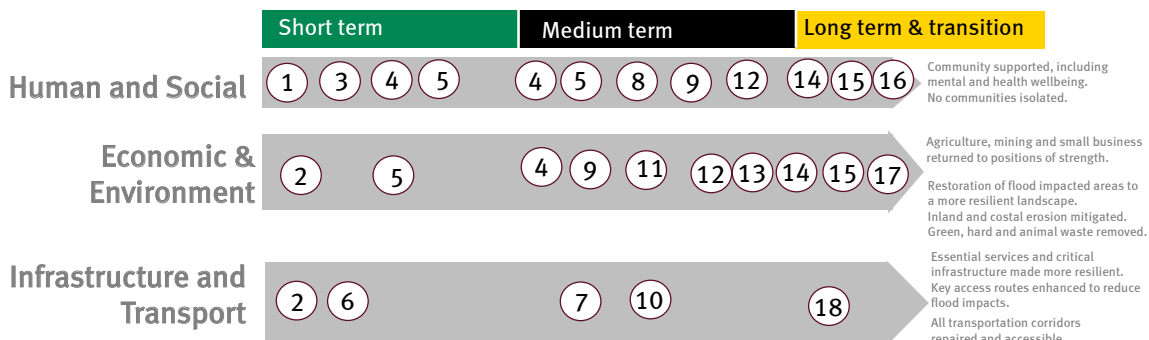 Short term
Medium term
Long term & transition
Human and Social
1 3 4 5 4 5 8 9 12 14 15 16
Community supported, including
mental and health wellbeing.
No communities isolated.
Economic &
Environment
2 5 4 9 11 12 13 14 15 17
Agriculture, mining and small business
returned to positions of strength.
Restoration of flood impacted areas to
a more resilient landscape.
Inland and costal erosion mitigated.
Green, hard and animal waste removed.
Infrastructure and
Transport
2 6 7 10 18
Essential services and critical
infrastructure made more resilient.
Key access routes enhanced to reduce
flood impacts.
All transportation corridors
repaired and accessible